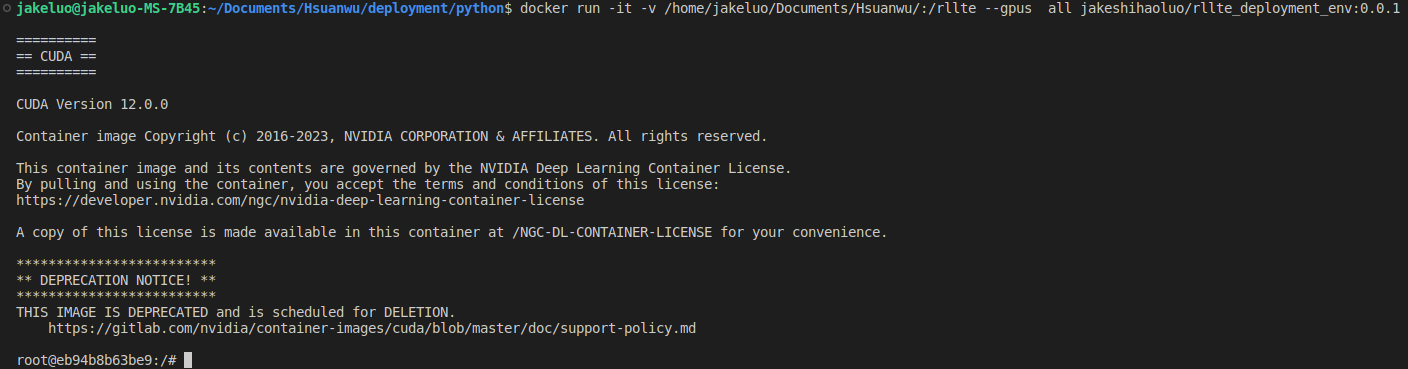 jakeluo@jakeluo-MS-7B45:~/Documents/Hsuanwu/deployment/python$ docker run -it -v /home/jakeluo/Documents/Hsuanwu/:/rllte --gpus  all jakeshihaoluo/rllte_deployment_env:0.0.1
==========
== CUDA ==
==========
CUDA Version 12.0.0
Container image Copyright (c) 2016-2023, NVIDIA CORPORATION & AFFILIATES. All rights reserved.
This container image and its contents are governed by the NVIDIA Deep Learning Container License.
By pulling and using the container, you accept the terms and conditions of this license:
https://developer.nvidia.com/ngc/nvidia-deep-learning-container-license
A copy of this license is made available in this container at /NGC-DL-CONTAINER-LICENSE for your convenience.
*************************
** DEPRECATION NOTICE! **
*************************
THIS IMAGE IS DEPRECATED and is scheduled for DELETION.
    https://gitlab.com/nvidia/container-images/cuda/blob/master/doc/support-policy.md
root@eb94b8b63be9:/#